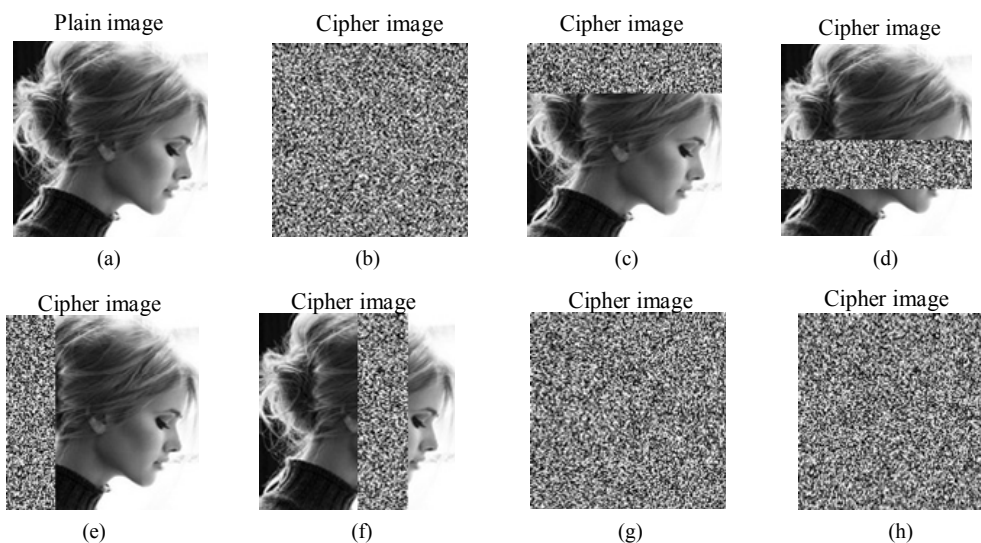 Plain image
Cipher image
Cipher image
Cipher image
(a)
(b)
(c)
(d)
Cipher image
Cipher image
Cipher image
Cipher image
(e)
(f)
(g)
(h)